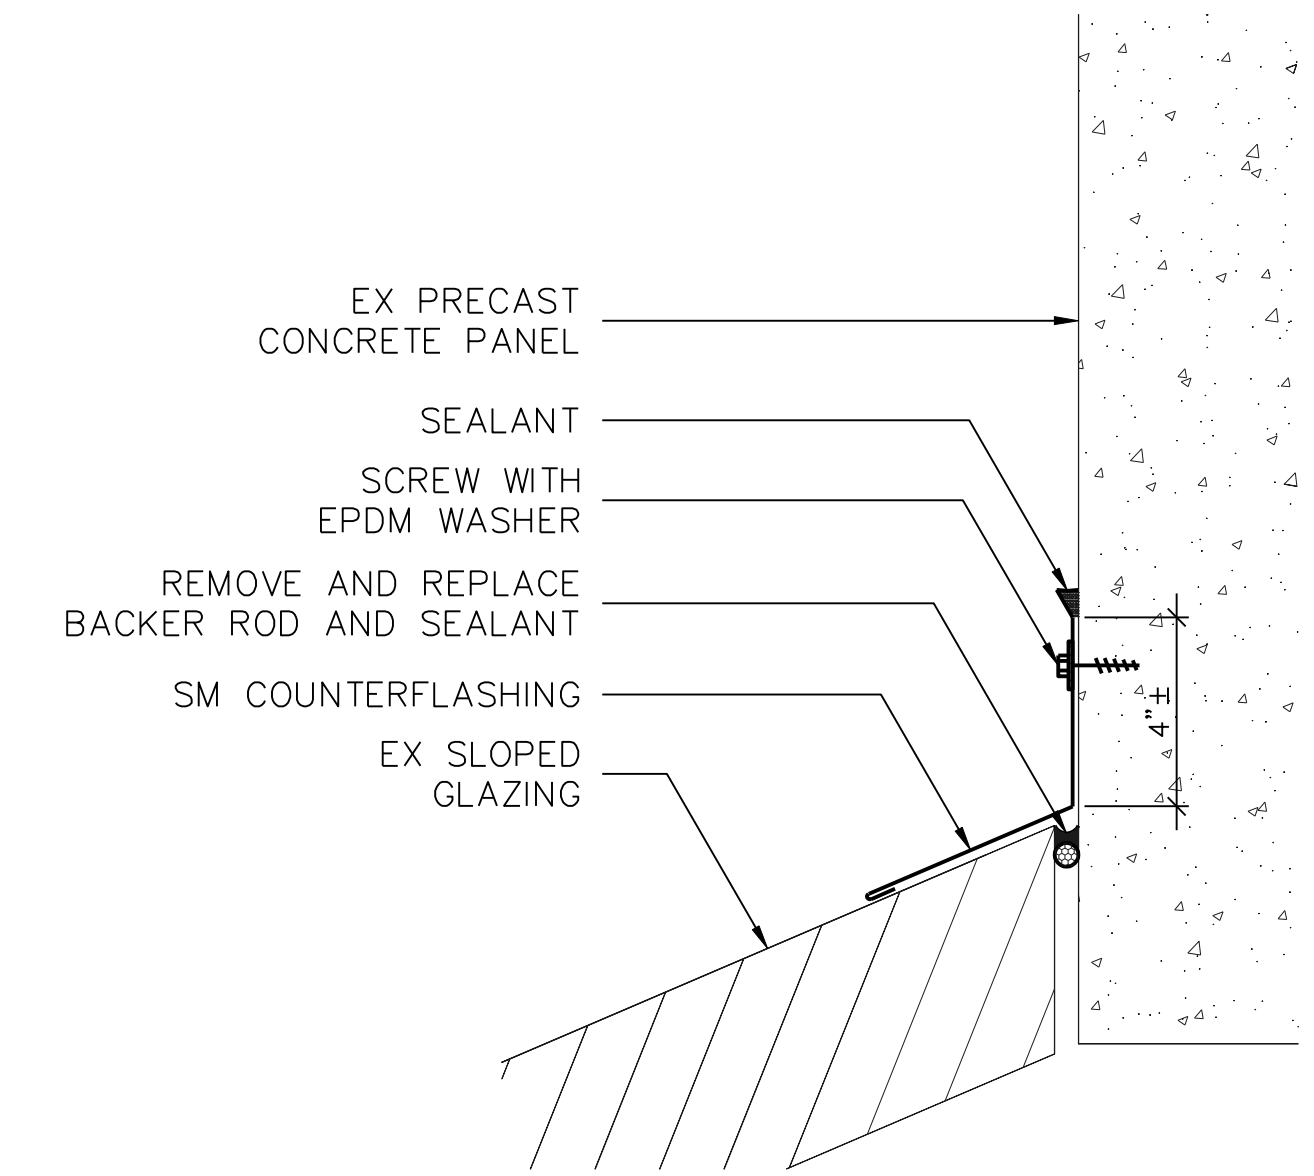 EX PRECAST
CONCRETE PANEL
SEALANT
SCREW WITH
EPDM WASHER
REMOVE AND REPLACE
BACKER ROD AND SEALANT
SM COUNTERFLASHING
EX SLOPED
GLAZING
4"±